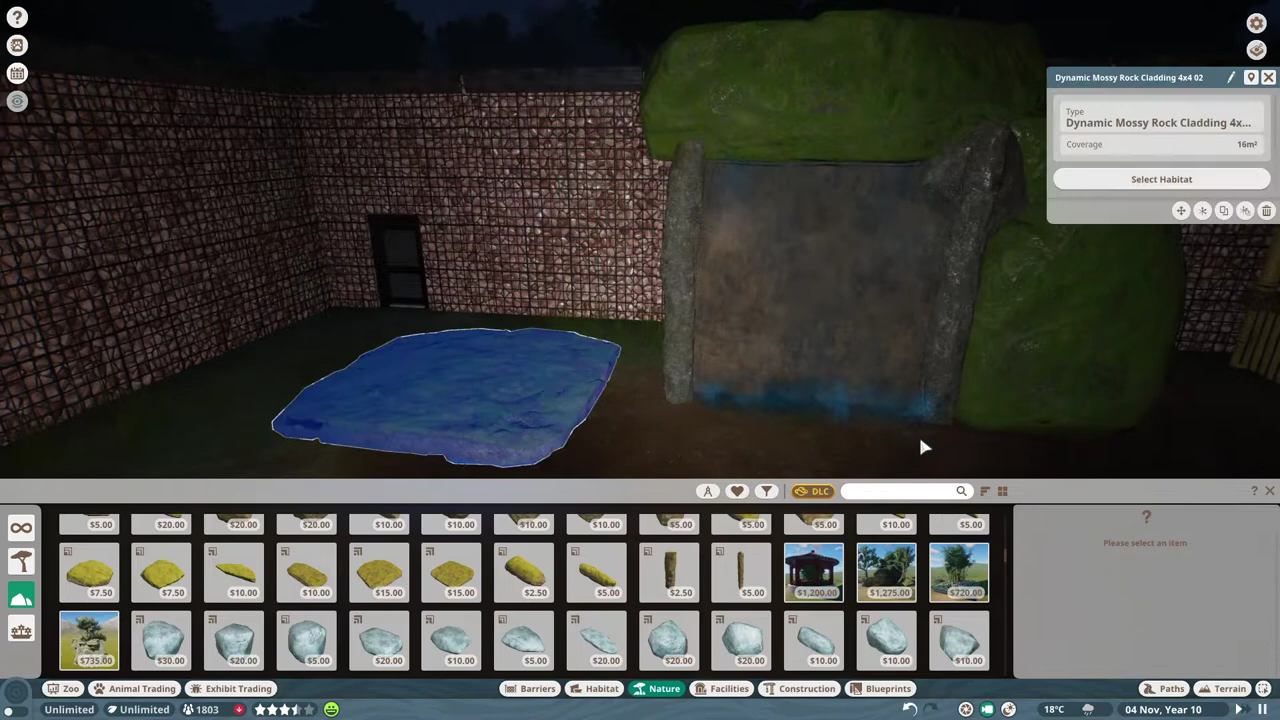 ?
Dynamic Mossy Rock Cladding 4x4 02
Type
Dynamic Mossy Rock Cladding 4x...
Coverage
16m²
Select Habitat
DLC
?
$5.00 $20.00 $20.00 $20.00 $10.00 $10.00 $10.00 $10.00 $5.00 $5.00 $5.00 $10.00 $5.00
$7.50 $7.50 $10.00 $10.00 $15.00 $15.00 $2.50 $5.00 $2.50 $5.00 $1,200.00 $1,275.00 $720.00
$735.00 $30.00 $20.00 $5.00 $20.00 $10.00 $5.00 $20.00 $20.00 $20.00 $10.00 $10.00 $10.00
?
Please select an item
Zoo Animal Trading Exhibit Trading Barriers Habitat Nature Facilities Construction Blueprints Paths Terrain
Unlimited Unlimited 1803 18°C 04 Nov, Year 10